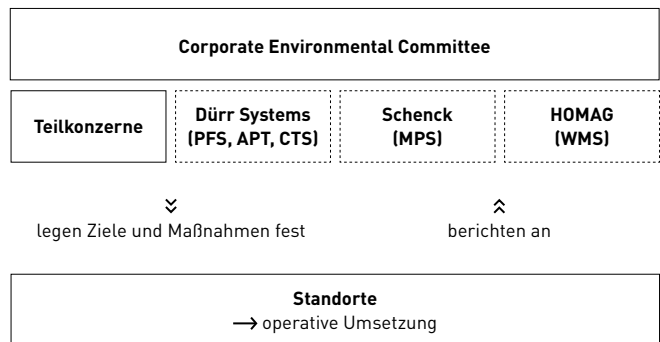 Corporate Environmental Committee
Teilkonzerne
Dürr Systems
(PFS, APT, CTS)
Schenck
(MPS)
HOMAG
(WMS)
legen Ziele und Maßnahmen fest
berichten an
Standorte
→ operative Umsetzung